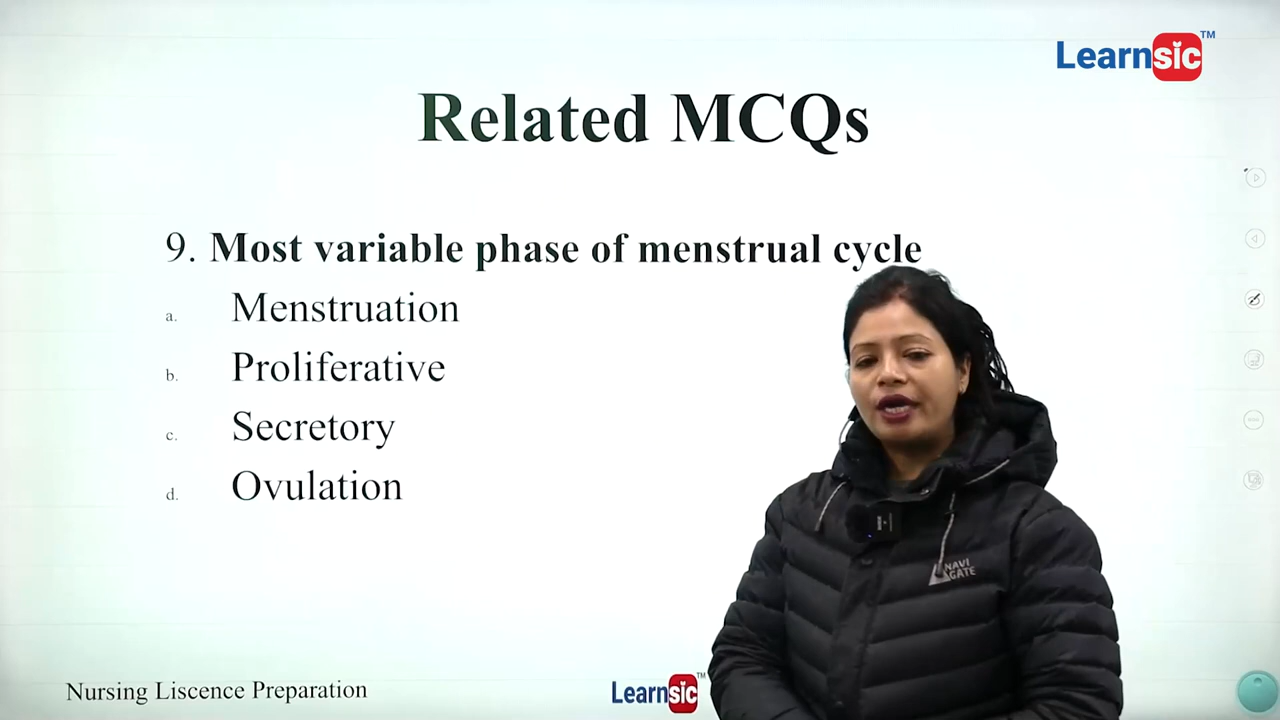 Learnsic™
Related MCQs
9. Most variable phase of menstrual cycle
a. Menstruation
b. Proliferative
c. Secretory
d. Ovulation
NAVI
GATE
Nursing Liscence Preparation
Learnsic™